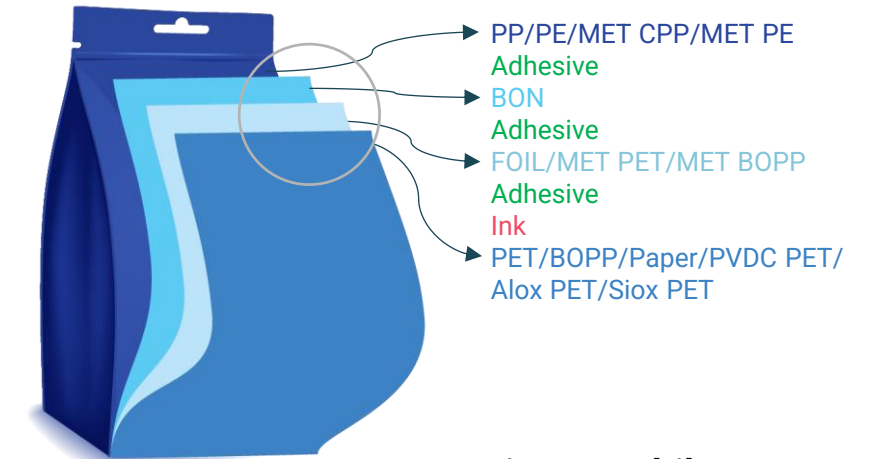 PP/PE/MET CPP/MET PE
Adhesive
BON
Adhesive
FOIL/MET PET/MET BOPP
Adhesive
Ink
PET/BOPP/Paper/PVDC PET/
Alox PET/Siox PET